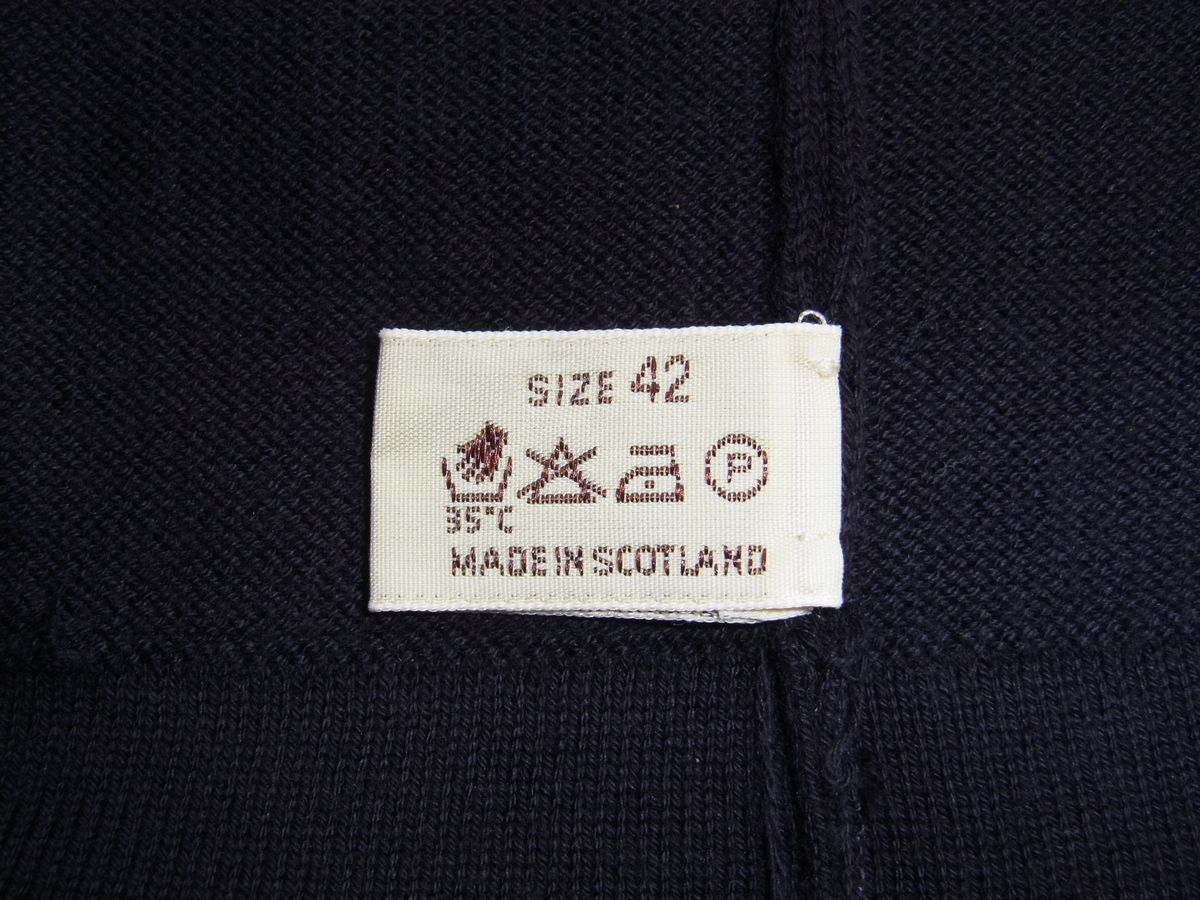 SIZE 42
P
35°C
MADE IN SCOTLAND